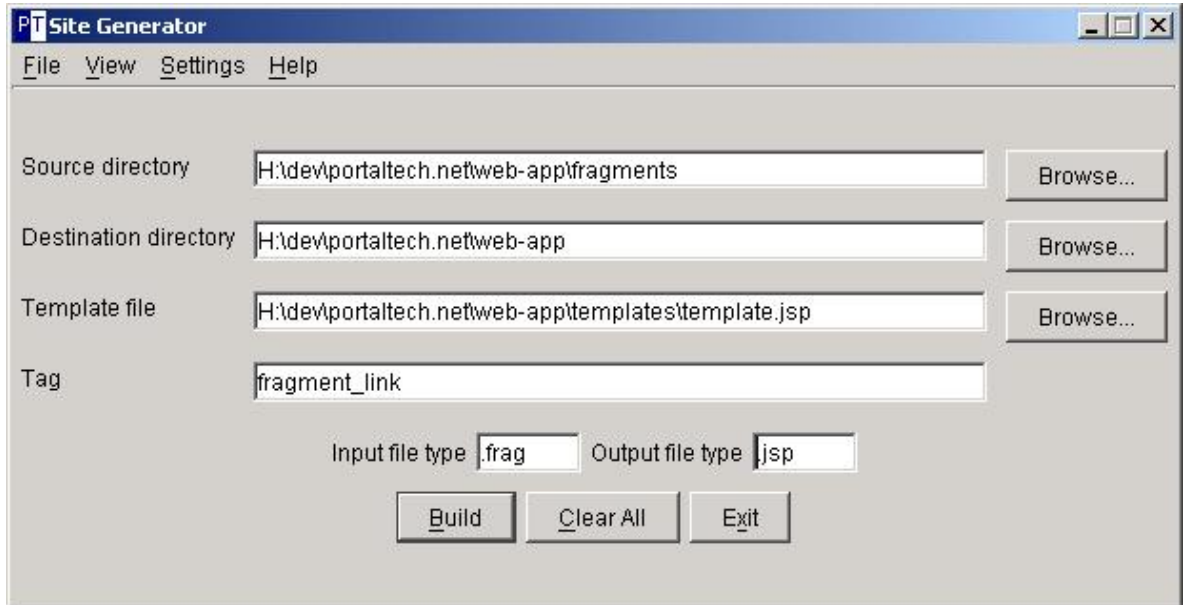 PT Site Generator
File View Settings Help
Source directory H:\dev\portaltech.net\web-app\fragments Browse...
Destination directory H:\dev\portaltech.net\web-app Browse...
Template file H:\dev\portaltech.net\web-app\templates\template.jsp Browse...
Tag fragment_link
Input file type .frag Output file type .jsp
Build Clear All Exit